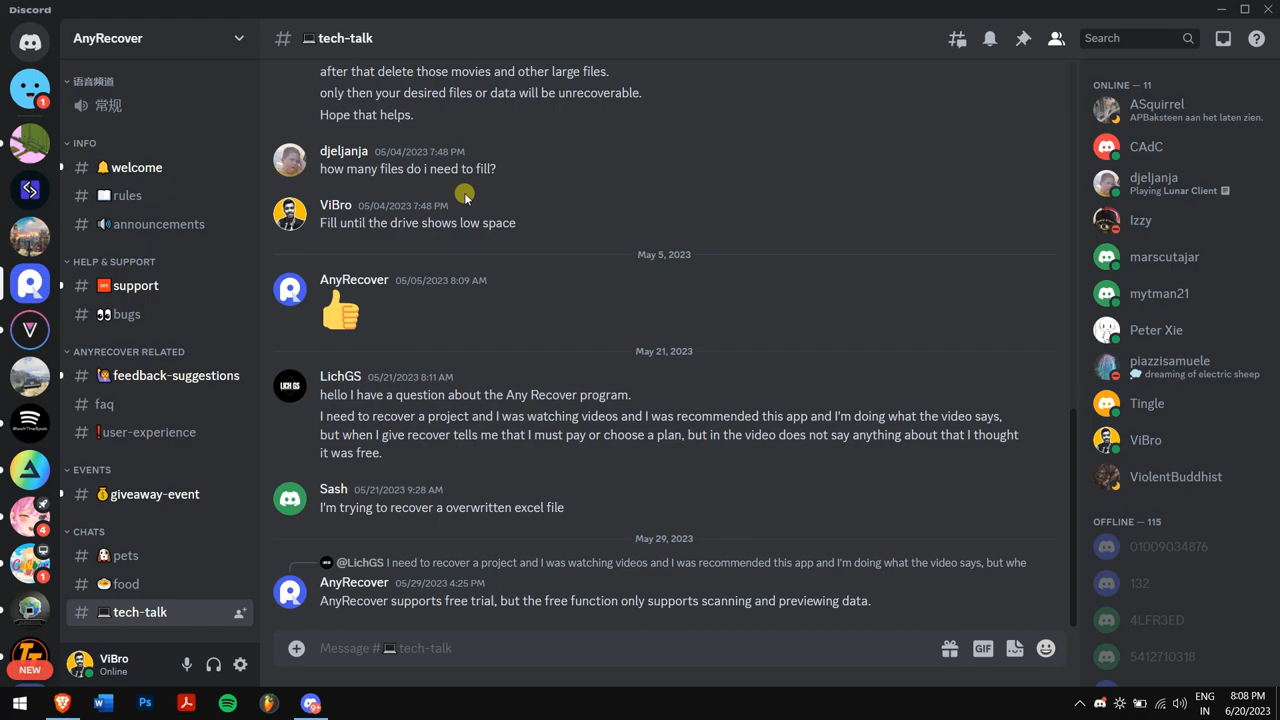 Discord
AnyRecover
语音频道
常规
INFO
welcome
rules
announcements
HELP & SUPPORT
support
bugs
ANYRECOVER RELATED
feedback-suggestions
faq
user-experience
EVENTS
giveaway-event
CHATS
pets
food
tech-talk
ViBro
Online
NEW
1
4
1
# tech-talk
Search
after that delete those movies and other large files.
only then your desired files or data will be unrecoverable.
Hope that helps.
djeljanja 05/04/2023 7:48 PM
how many files do i need to fill?
ViBro 05/04/2023 7:48 PM
Fill until the drive shows low space
May 5, 2023
AnyRecover 05/05/2023 8:09 AM
May 21, 2023
LICH GS
LichGS 05/21/2023 8:11 AM
hello I have a question about the Any Recover program.
I need to recover a project and I was watching videos and I was recommended this app and I'm doing what the video says,
but when I give recover tells me that I must pay or choose a plan, but in the video does not say anything about that I thought
it was free.
Sash 05/21/2023 9:28 AM
I'm trying to recover a overwritten excel file
May 29, 2023
@LichGS I need to recover a project and I was watching videos and I was recommended this app and I'm doing what the video says, but whe
AnyRecover 05/29/2023 4:25 PM
AnyRecover supports free trial, but the free function only supports scanning and previewing data.
Message # tech-talk
GIF
ONLINE — 11
ASquirrel
APBaksteen aan het laten zien.
CAdC
djeljanja
Playing Lunar Client
Izzy
marscutajar
mytman21
Peter Xie
piazzisamuele
dreaming of electric sheep
Tingle
ViBro
ViolentBuddhist
OFFLINE — 115
01009034876
132
4LFR3ED
5412710318
ENG
IN
8:08 PM
6/20/2023